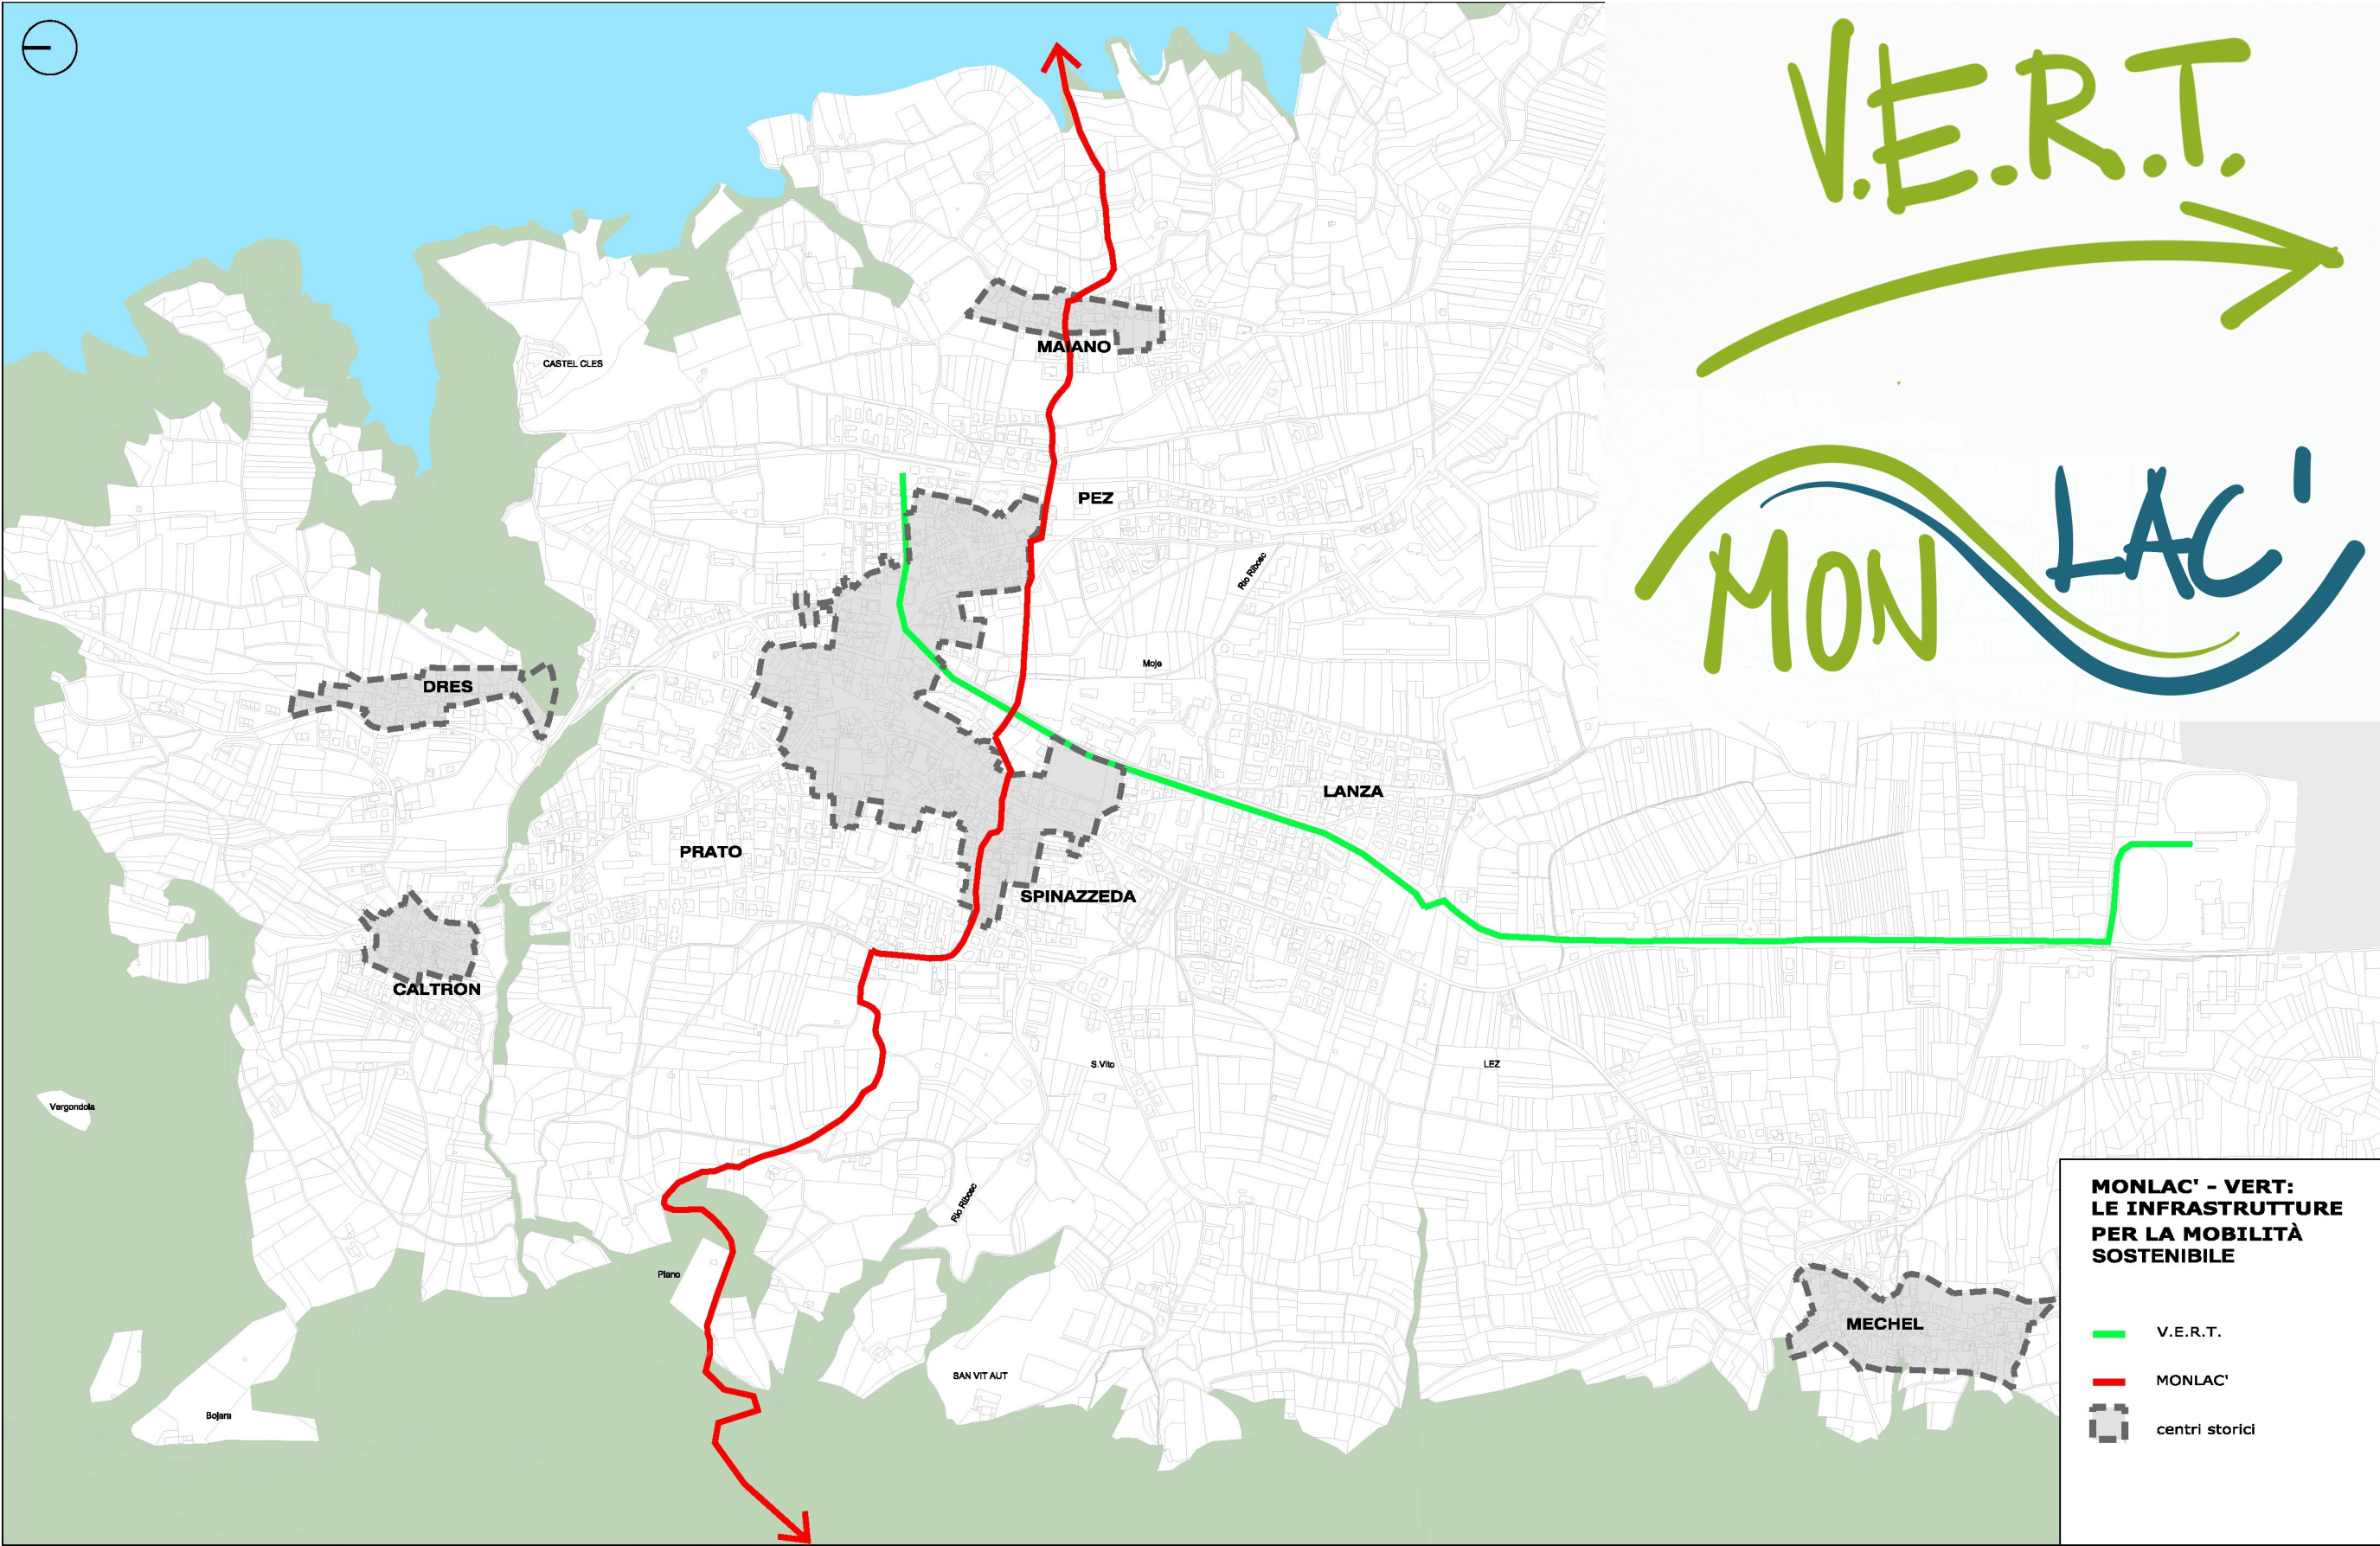 V.E.R.T.
MON LAC'
CASTEL CLES
MAIANO
PEZ
Rio Ribosc
Moje
DRES
LANZA
PRATO
SPINAZZEDA
CALTRON
S.Vito
LEZ
Vergondola
Rio Ribosc
Plano
MECHEL
SAN VIT AUT
Bojara
MONLAC' - VERT:
LE INFRASTRUTTURE
PER LA MOBILITÀ
SOSTENIBILE
V.E.R.T.
MONLAC'
centri storici